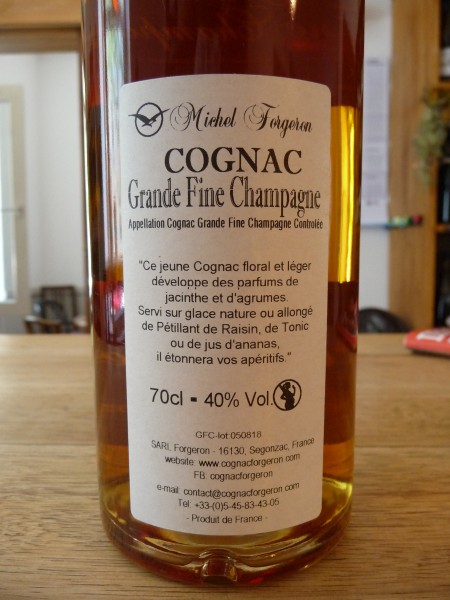 Michel Forgeron
COGNAC
Grande Fine Champagne
Appellation Cognac Grande Fine Champagne Controlée
"Ce jeune Cognac floral et léger
développe des parfums de
jacinthe et d'agrumes.
Servi sur glace nature ou allongé
de Pétillant de Raisin, de Tonic
ou de jus d'ananas,
il étonnera vos apéritifs."
70cl - 40% Vol.
GFC-lot 050818
SARL Forgeron - 16130, Segonzac, France
website: www.cognacforgeron.com
FB: cognacforgeron
e-mail: contact@cognacforgeron.com
Tel. +33-(0)5-45-83-43-05
- Produit de France -